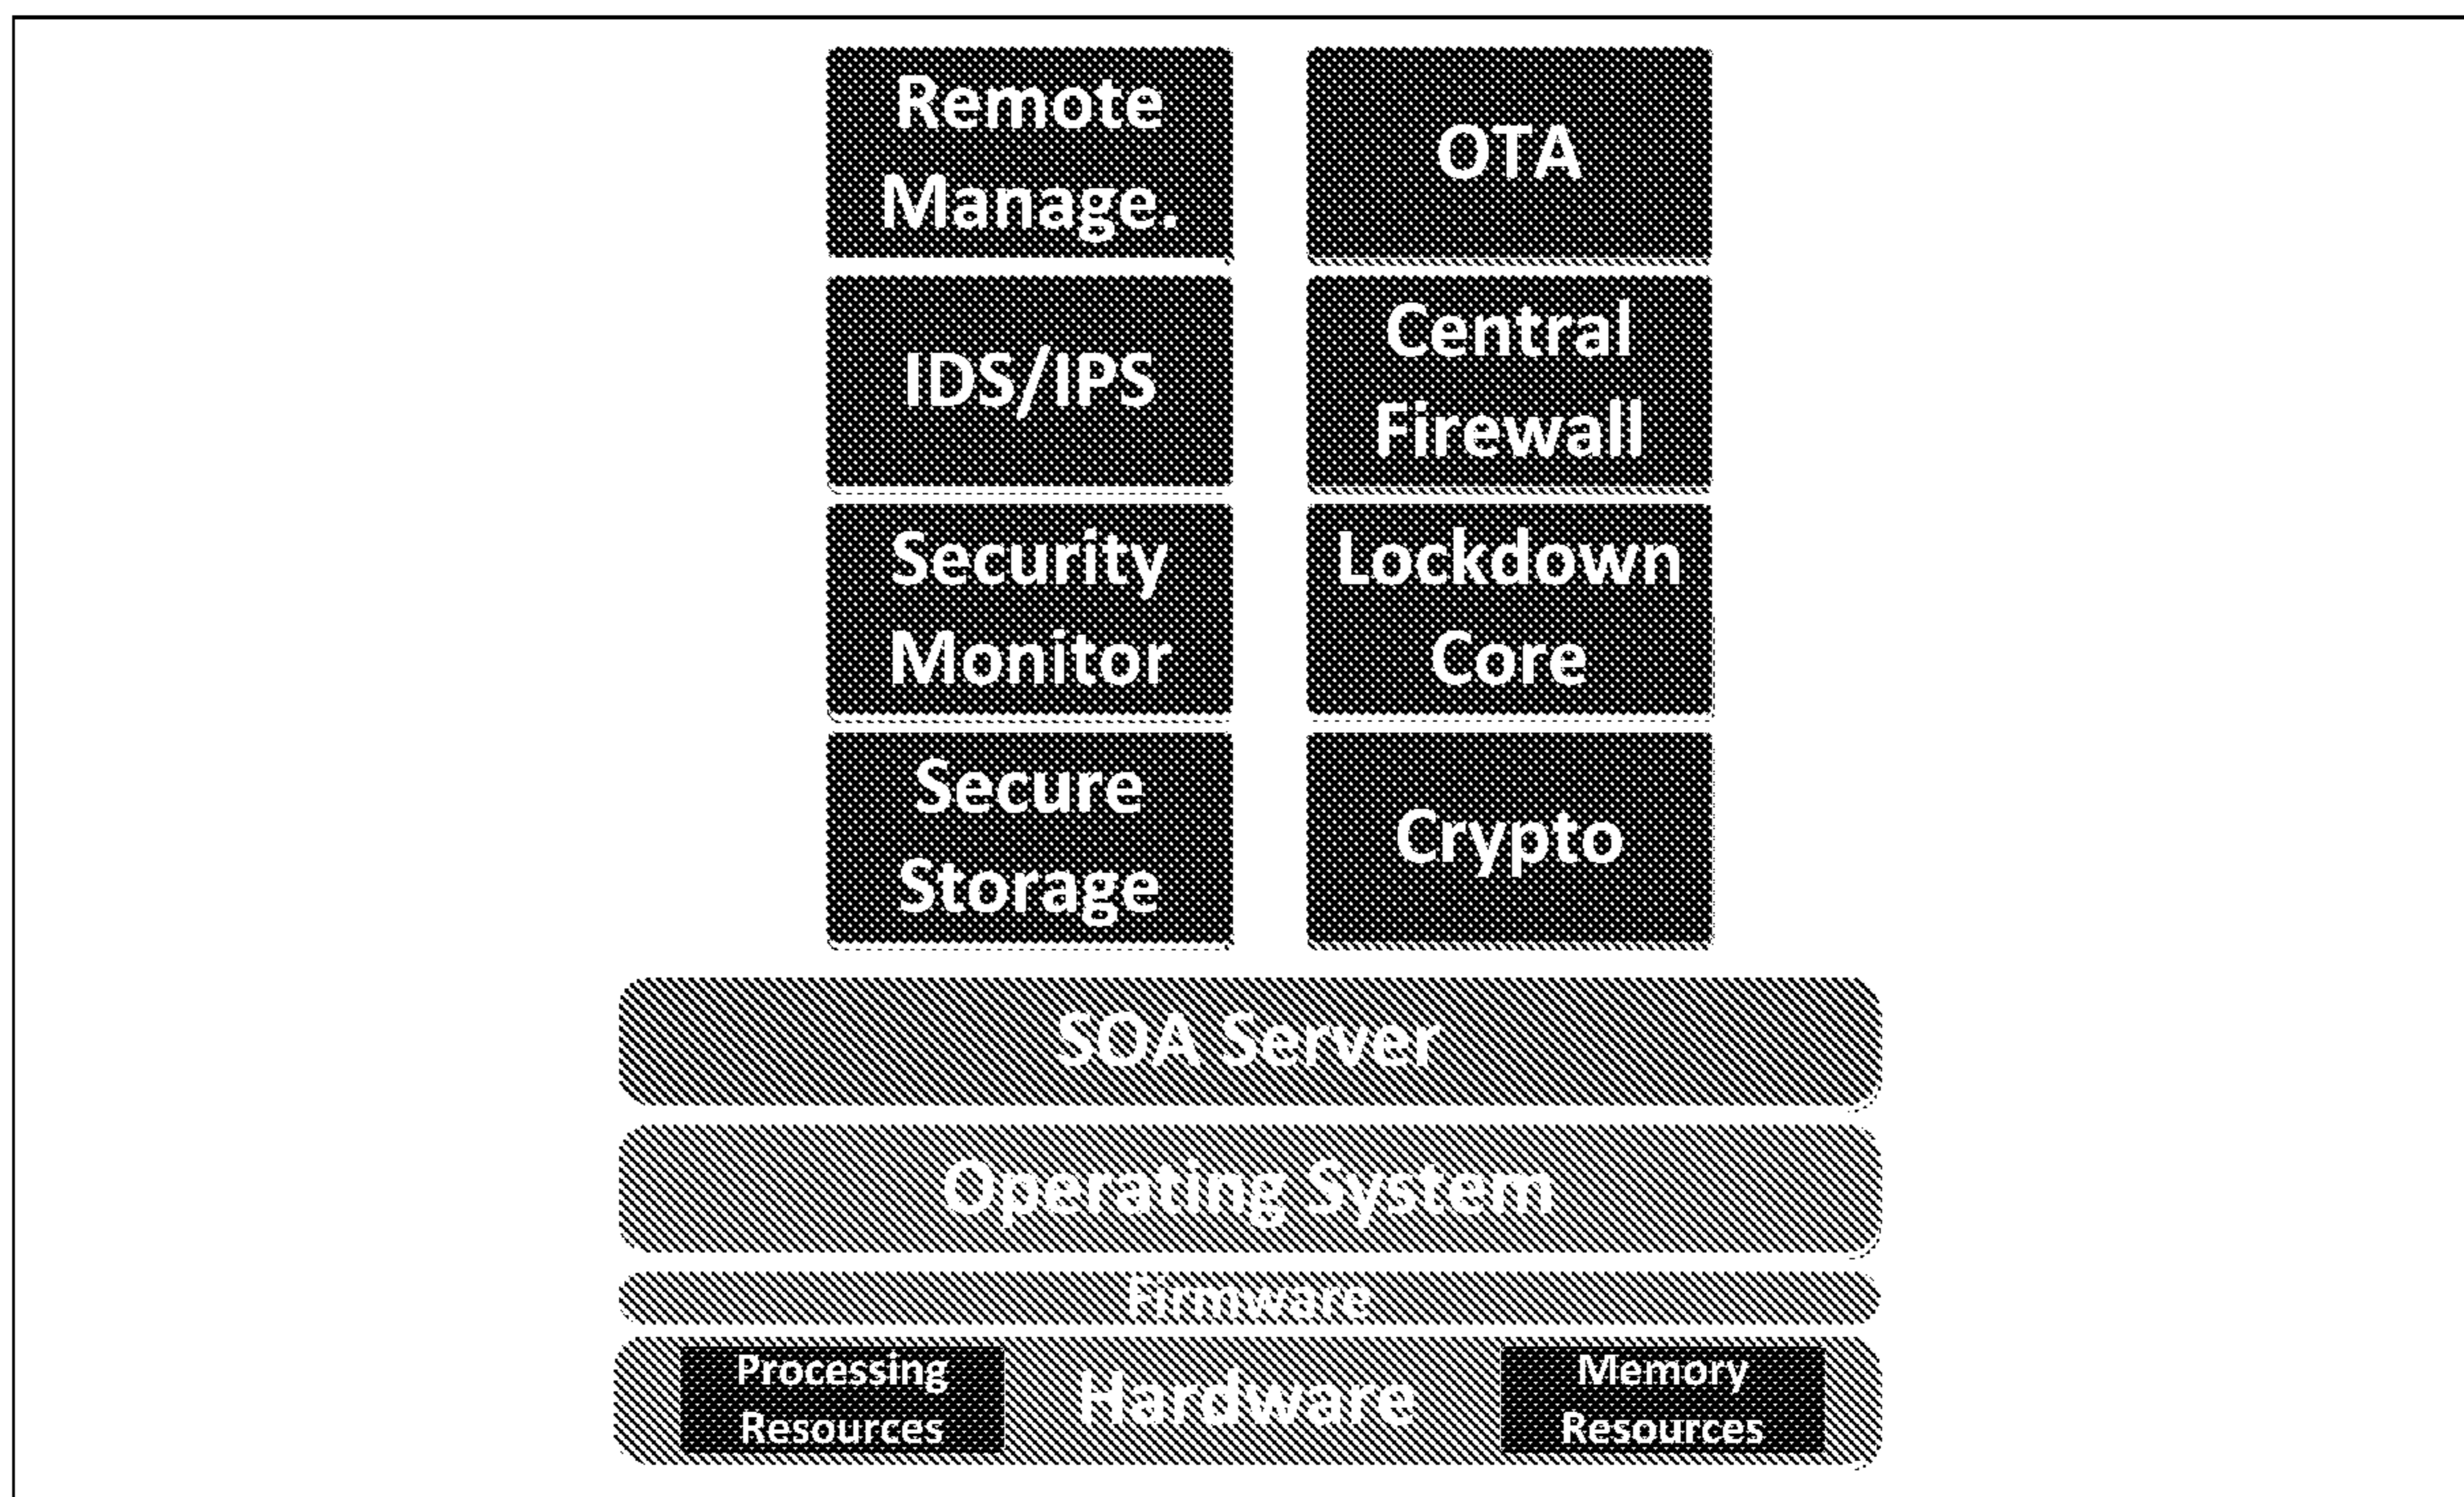 Remote
Manage.
OTA
IDS/IPS
Central
Firewall
Security
Monitor
Lockdown
Core
Secure
Storage
Crypto
SOA Server
Operating System
Firmware
Processing
Resources
Hardware
Memory
Resources